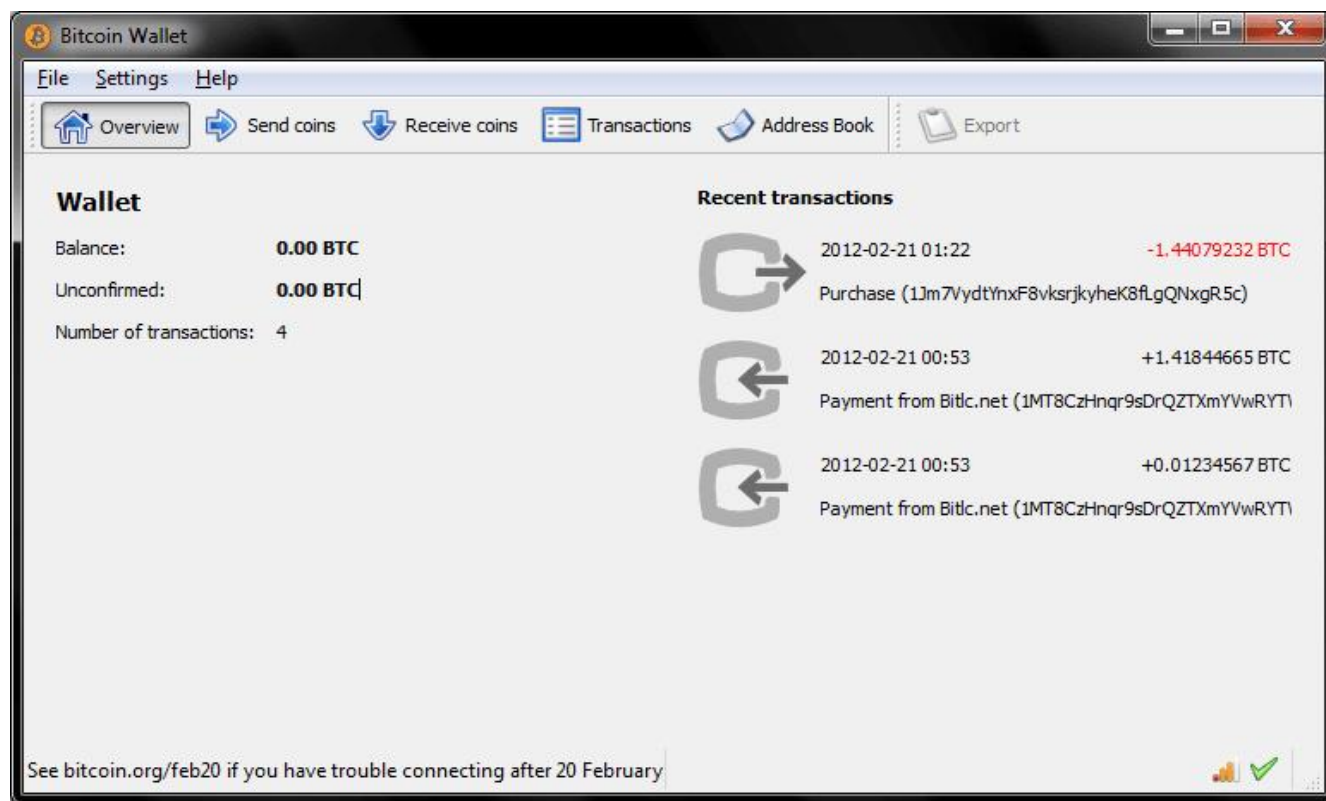 Bitcoin Wallet
File Settings Help
Overview Send coins Receive coins Transactions Address Book Export
Wallet
Balance: 0.00 BTC
Unconfirmed: 0.00 BTC
Number of transactions: 4
Recent transactions
2012-02-21 01:22 -1.44079232 BTC
Purchase (1Jm7VydtYnxF8vksrjkyheK8fLgQNxgR5c)
2012-02-21 00:53 +1.41844665 BTC
Payment from Bitlc.net (1MT8CzHnqr9sDrQZTXmYVwRYT
2012-02-21 00:53 +0.01234567 BTC
Payment from Bitlc.net (1MT8CzHnqr9sDrQZTXmYVwRYT
See bitcoin.org/feb20 if you have trouble connecting after 20 February